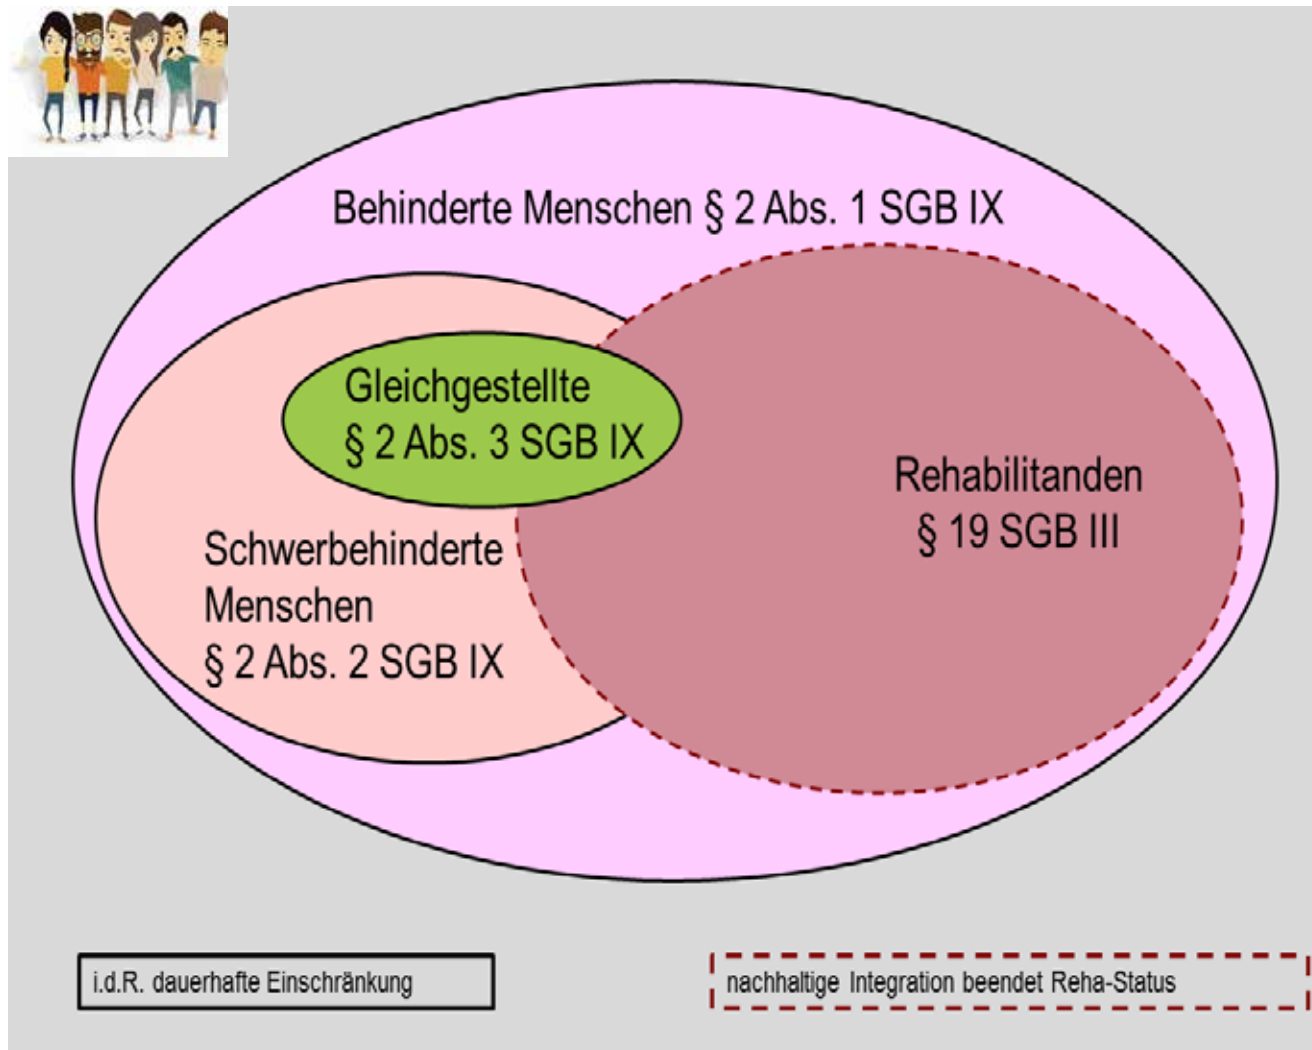 Behinderte Menschen § 2 Abs. 1 SGB IX
Gleichgestellte
§ 2 Abs. 3 SGB IX
Schwerbehinderte
Menschen
§ 2 Abs. 2 SGB IX
Rehabilitanden
§ 19 SGB III
i.d.R. dauerhafte Einschränkung
nachhaltige Integration beendet Reha-Status